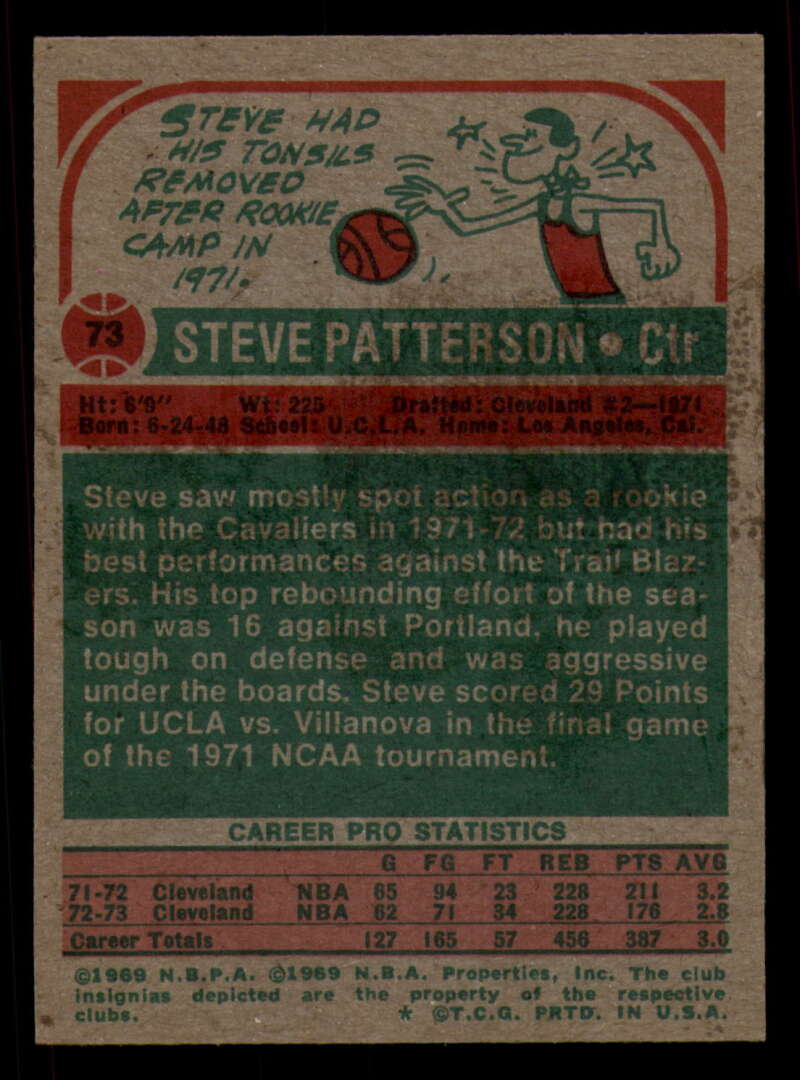 STEVE HAD
HIS TONSILS
REMOVED
AFTER ROOKIE
CAMP IN
1971.
73
STEVE PATTERSON • Ctr
Ht: 6'9" Wt: 225 Drafted: Cleveland #2—1971
Born: 6-24-48 School: U.C.L.A. Home: Los Angeles, Cal.
Steve saw mostly spot action as a rookie
with the Cavaliers in 1971-72 but had his
best performances against the Trail Blaz-
ers. His top rebounding effort of the sea-
son was 16 against Portland. he played
tough on defense and was aggressive
under the boards. Steve scored 29 Points
for UCLA vs. Villanova in the final game
of the 1971 NCAA tournament.
CAREER PRO STATISTICS
G FG FT REB PTS AVG
71-72 Cleveland NBA 65 94 23 228 211 3.2
72-73 Cleveland NBA 62 71 34 228 176 2.8
Career Totals 127 165 57 456 387 3.0
©1969 N.B.P.A. ©1969 N.B.A. Properties, Inc. The club
insignias depicted are the property of the respective
clubs. * ©T.C.G. PRTD. IN U.S.A.